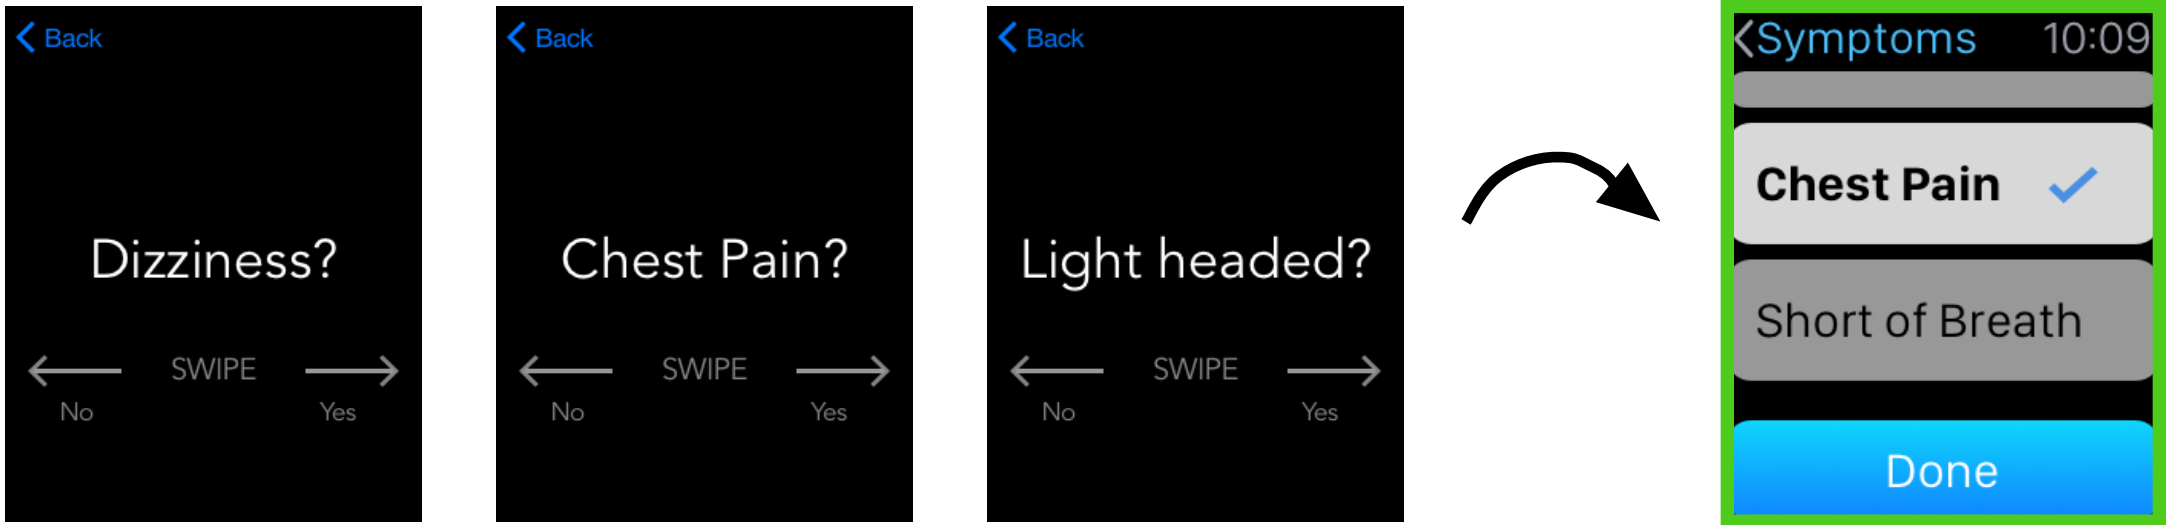 Back
Dizziness?
SWIPE
No Yes
Back
Chest Pain?
SWIPE
No Yes
Back
Light headed?
SWIPE
No Yes
Symptoms 10:09
Chest Pain
Short of Breath
Done